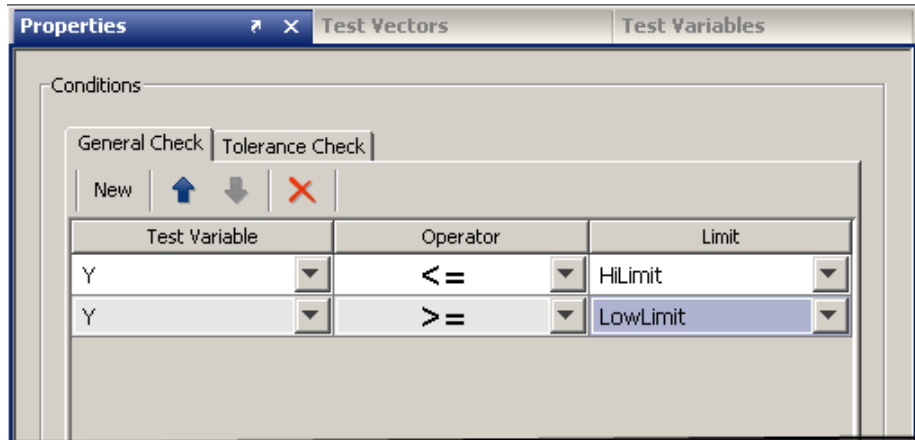 Properties Test Vectors Test Variables
Conditions
General Check Tolerance Check
New
Test Variable Operator Limit
Y <= HiLimit
Y >= LowLimit